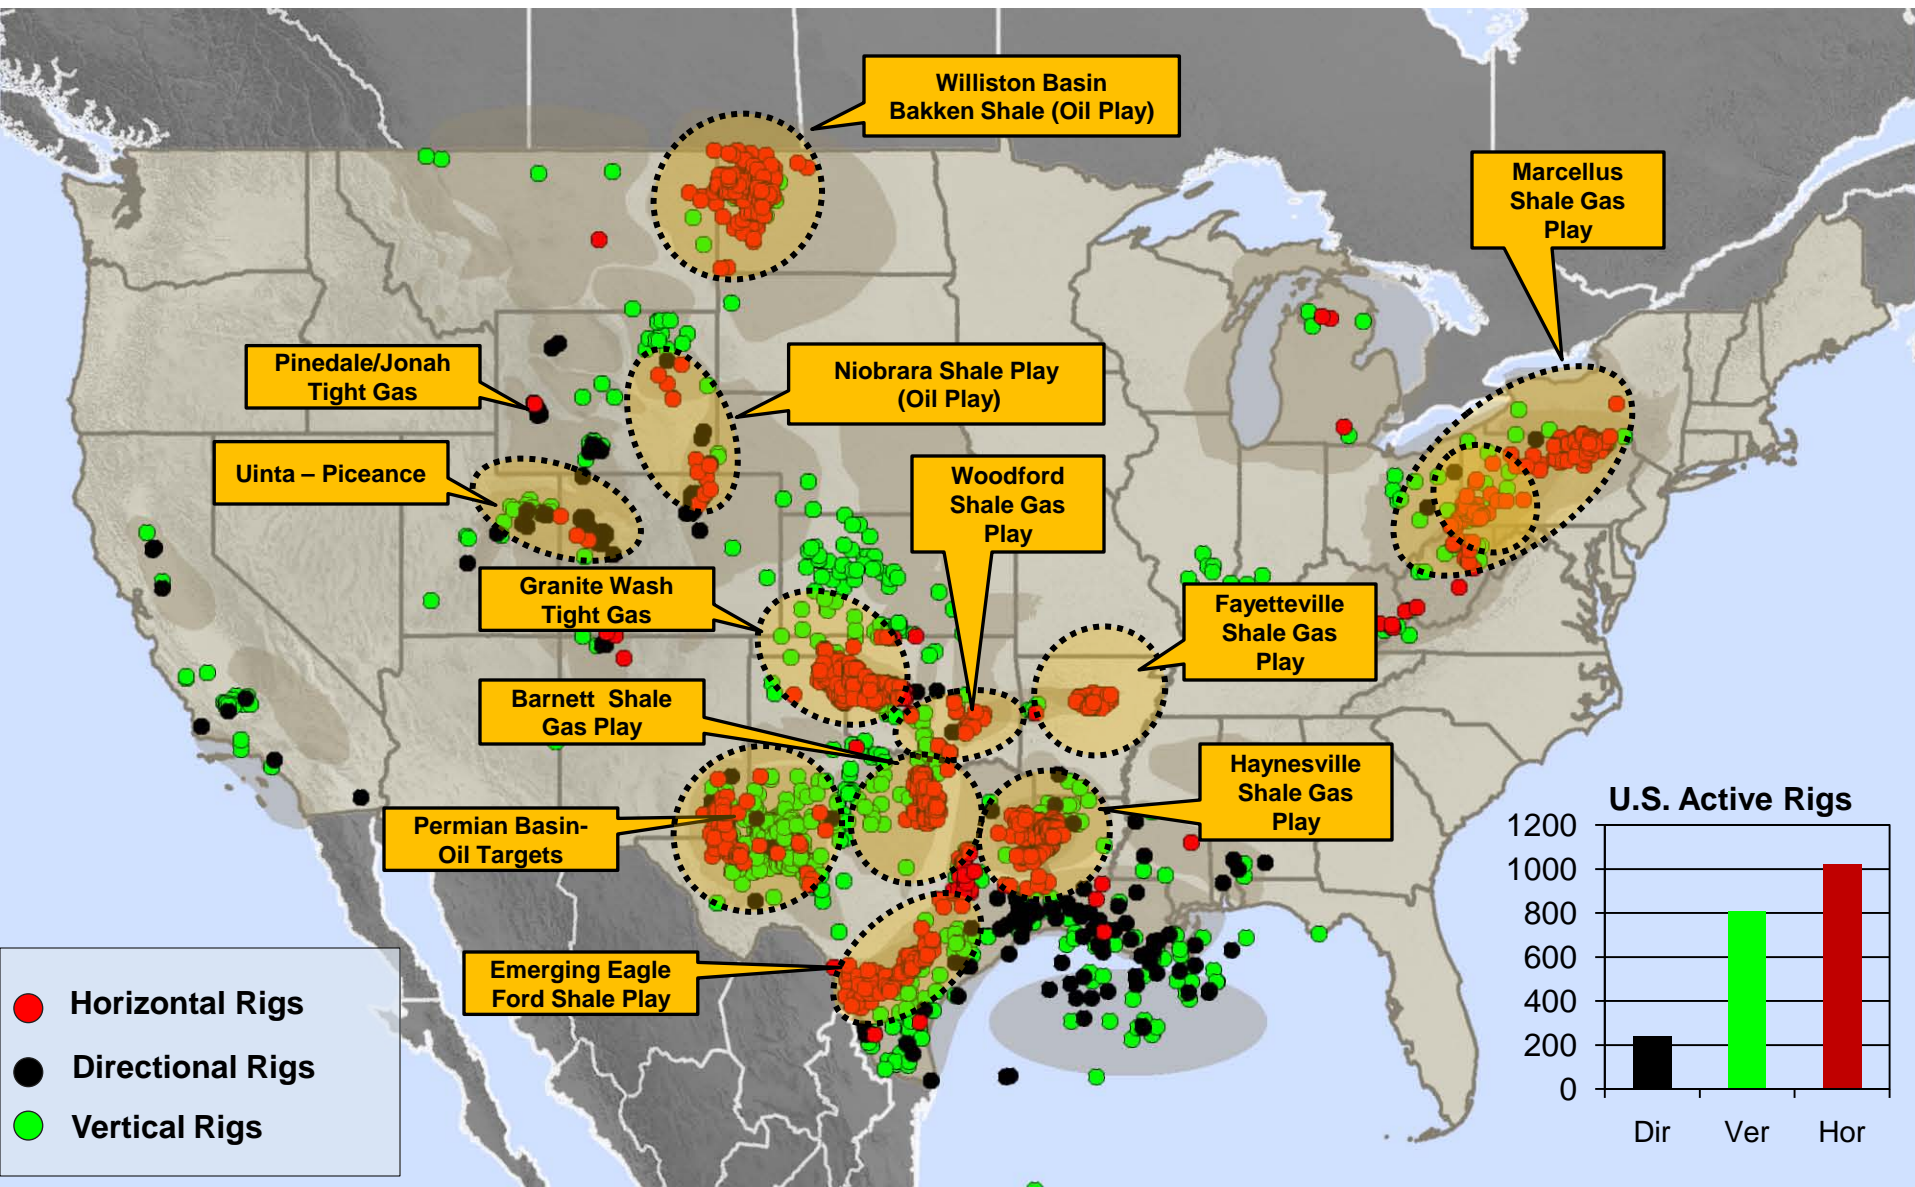 Williston Basin
Bakken Shale (Oil Play)
Marcellus
Shale Gas
Play
Pinedale/Jonah
Tight Gas
Niobrara Shale Play
(Oil Play)
Uinta – Piceance
Woodford
Shale Gas
Play
Granite Wash
Tight Gas
Fayetteville
Shale Gas
Play
Barnett Shale
Gas Play
Haynesville
Shale Gas
Play
Permian Basin-
Oil Targets
Emerging Eagle
Ford Shale Play
Horizontal Rigs
Directional Rigs
Vertical Rigs
U.S. Active Rigs
1200
1000
800
600
400
200
0
Dir Ver Hor